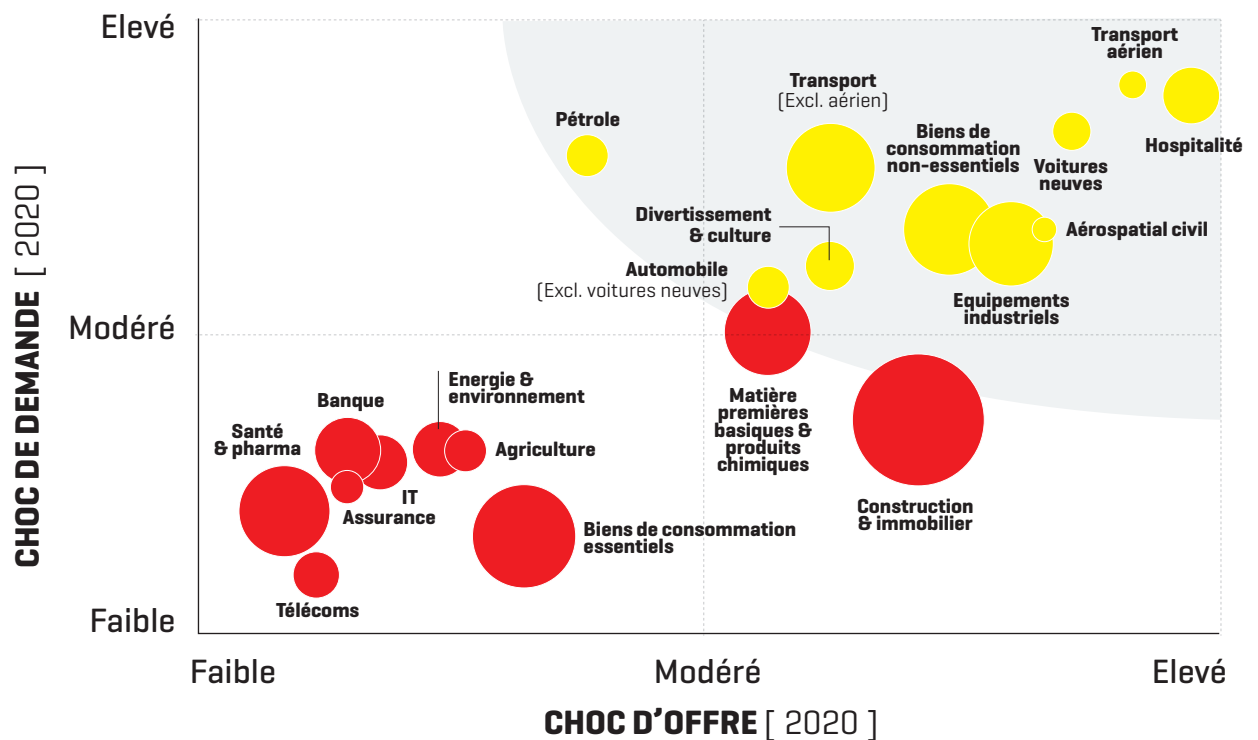 Elevé
Modéré
Faible
CHOC DE DEMANDE [ 2020 ]
Transport
aérien
Transport
[Excl. aérien]
Pétrole
Biens de
consommation
non-essentiels
Hospitalité
Voitures
neuves
Divertissement
& culture
Aérospatial civil
Automobile
[Excl. voitures neuves]
Equipements
industriels
Energie &
environnement
Banque
Santé
& pharma
Agriculture
Matière
premières
basiques &
produits
chimiques
IT
Assurance
Construction
& immobilier
Biens de consommation
essentiels
Télécoms
Faible
Modéré
Elevé
CHOC D'OFFRE [ 2020 ]